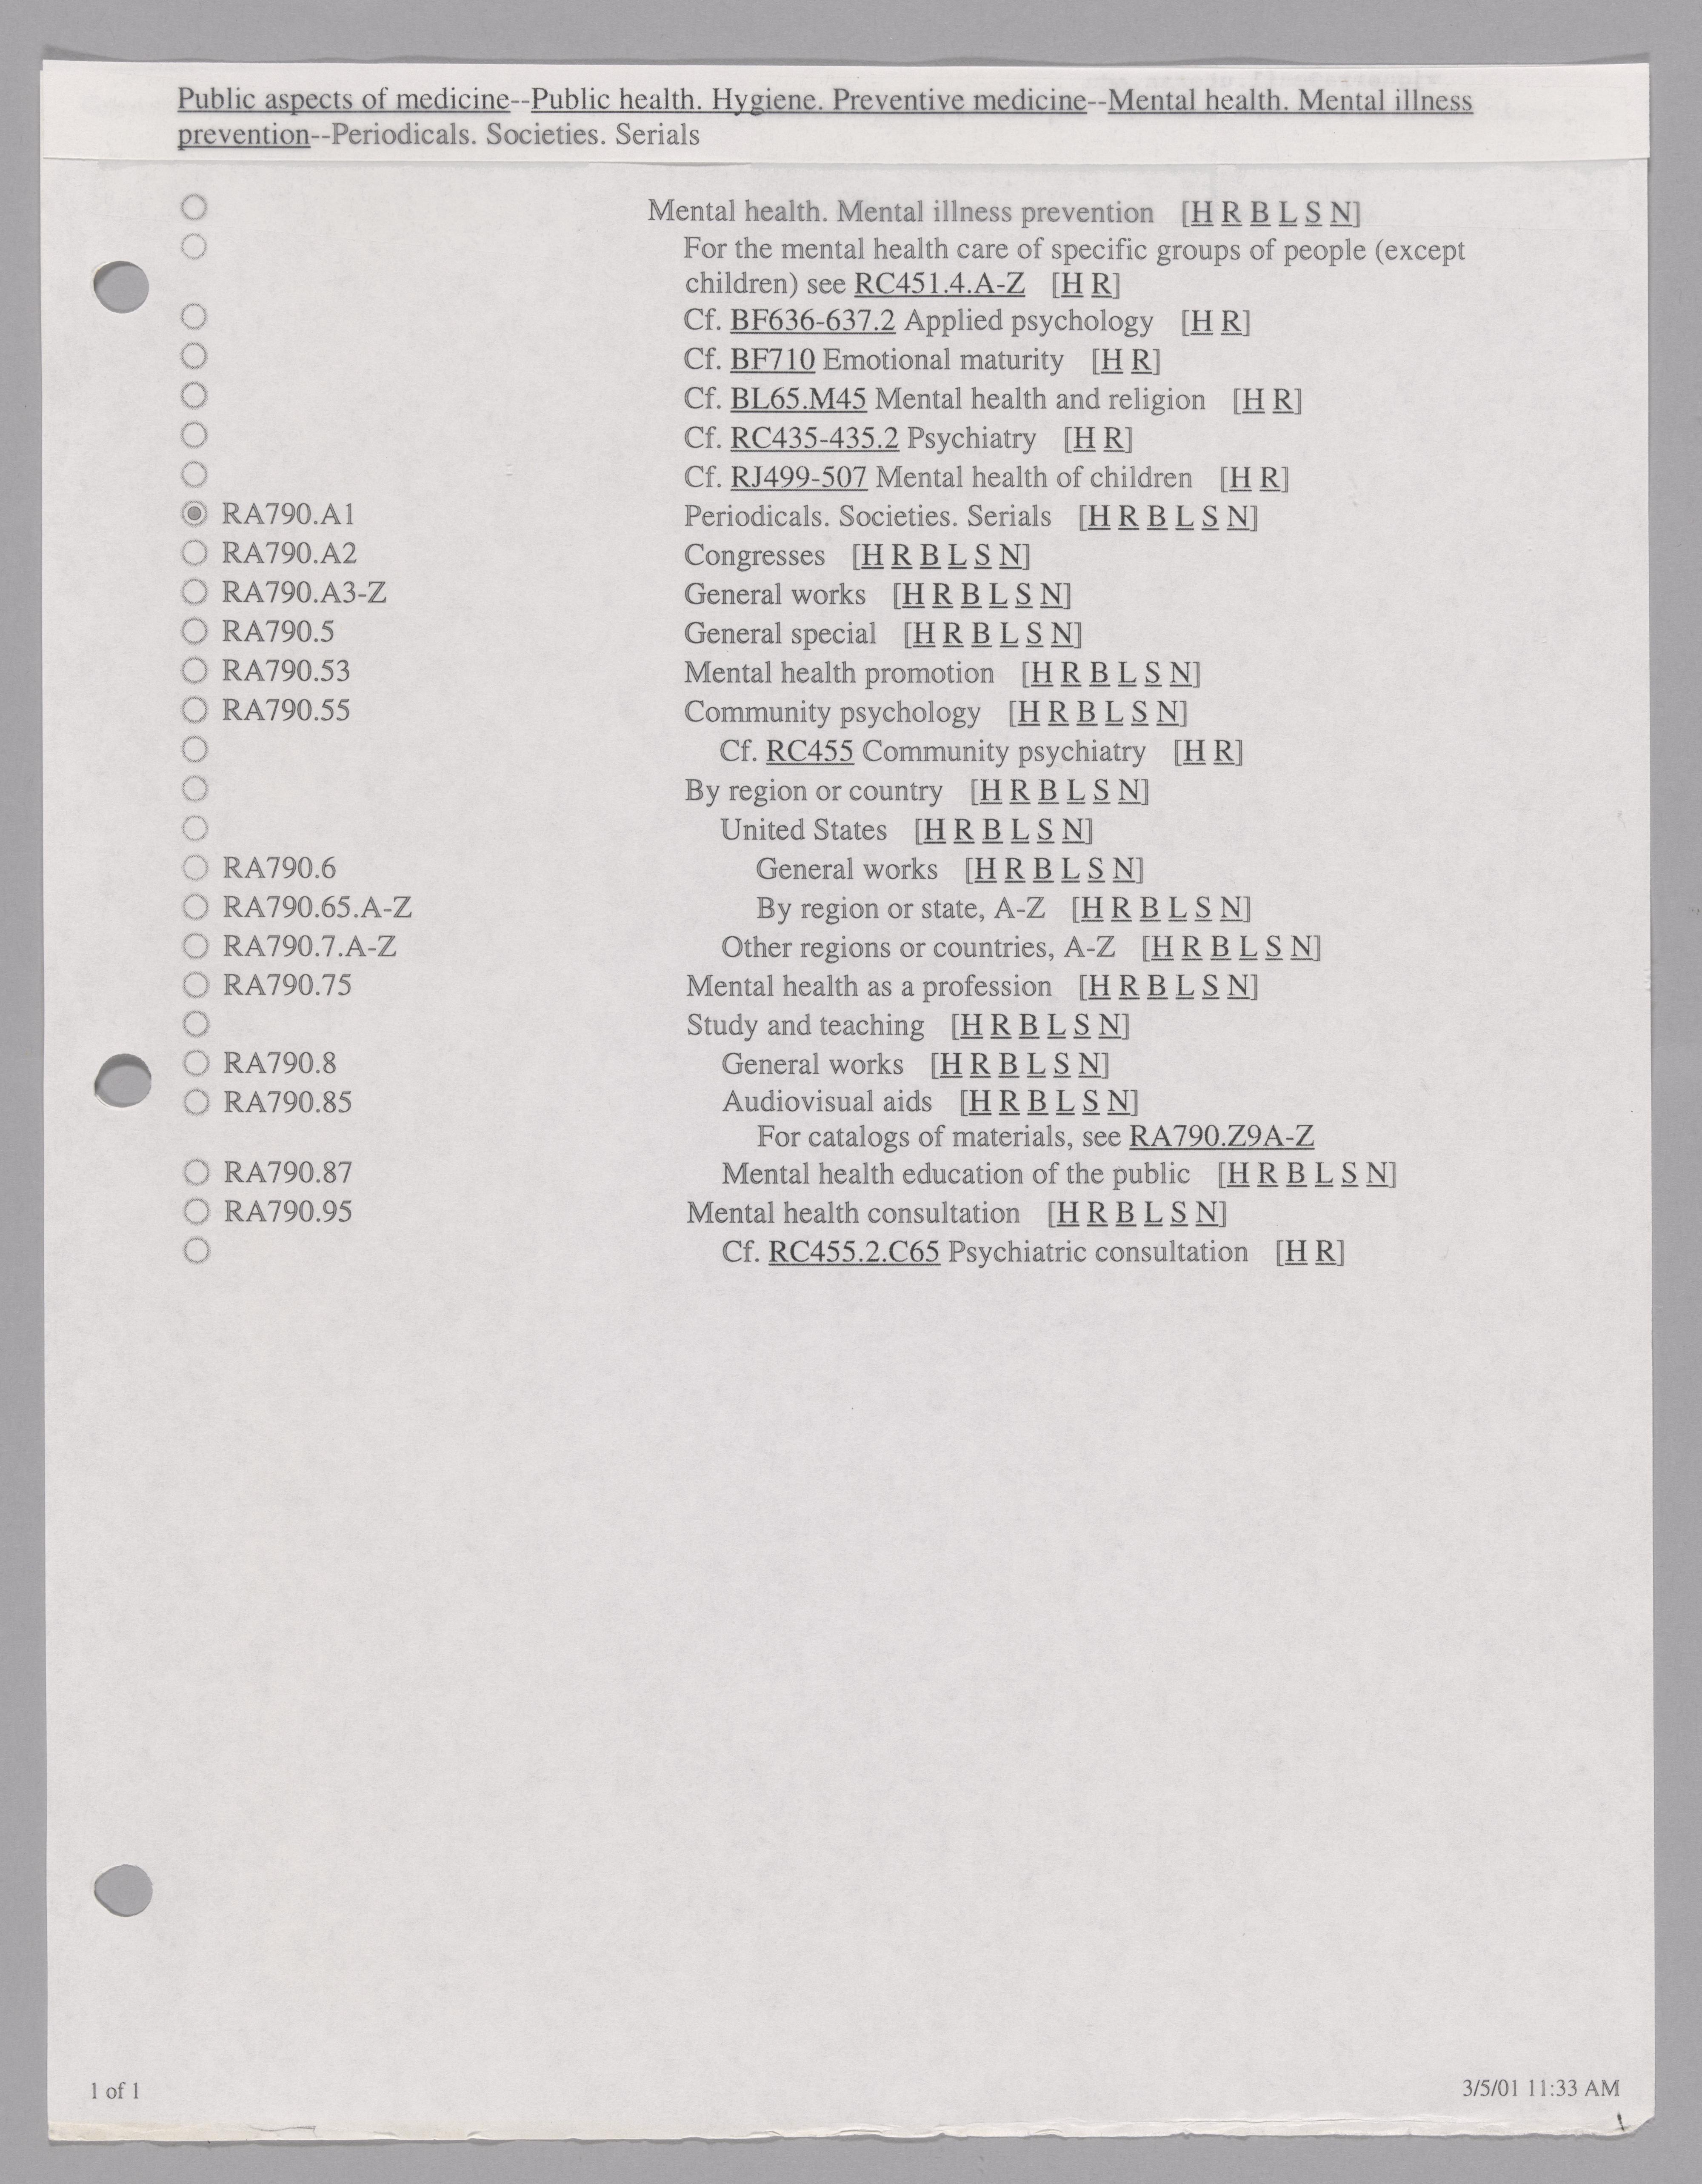 Public aspects of medicine--Public health. Hygiene. Preventive medicine--Mental health. Mental illness
prevention--Periodicals. Societies. Serials
Mental health. Mental illness prevention [H R B L S N]
For the mental health care of specific groups of people (except
children) see RC451.4.A-Z [H R]
Cf. BF636-637.2 Applied psychology [H R]
Cf. BF710 Emotional maturity [H R]
Cf. BL65.M45 Mental health and religion [H R]
Cf. RC435-435.2 Psychiatry [H R]
Cf. RJ499-507 Mental health of children [H R]
RA790.A1 Periodicals. Societies. Serials [H R B L S N]
RA790.A2 Congresses [H R B L S N]
RA790.A3-Z General works [H R B L S N]
RA790.5 General special [H R B L S N]
RA790.53 Mental health promotion [H R B L S N]
RA790.55 Community psychology [H R B L S N]
Cf. RC455 Community psychiatry [H R]
By region or country [H R B L S N]
United States [H R B L S N]
RA790.6 General works [H R B L S N]
RA790.65.A-Z By region or state, A-Z [H R B L S N]
RA790.7.A-Z Other regions or countries, A-Z [H R B L S N]
RA790.75 Mental health as a profession [H R B L S N]
Study and teaching [H R B L S N]
RA790.8 General works [H R B L S N]
RA790.85 Audiovisual aids [H R B L S N]
For catalogs of materials, see RA790.Z9A-Z
RA790.87 Mental health education of the public [H R B L S N]
RA790.95 Mental health consultation [H R B L S N]
Cf. RC455.2.C65 Psychiatric consultation [H R]
1 of 1
3/5/01 11:33 AM